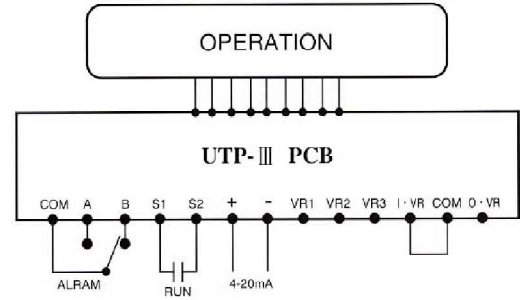 OPERATION
UTP-Ⅲ PCB
COM A B S1 S2 + - VR1 VR2 VR3 I·VR COM O·VR
ALRAM RUN 4-20mA